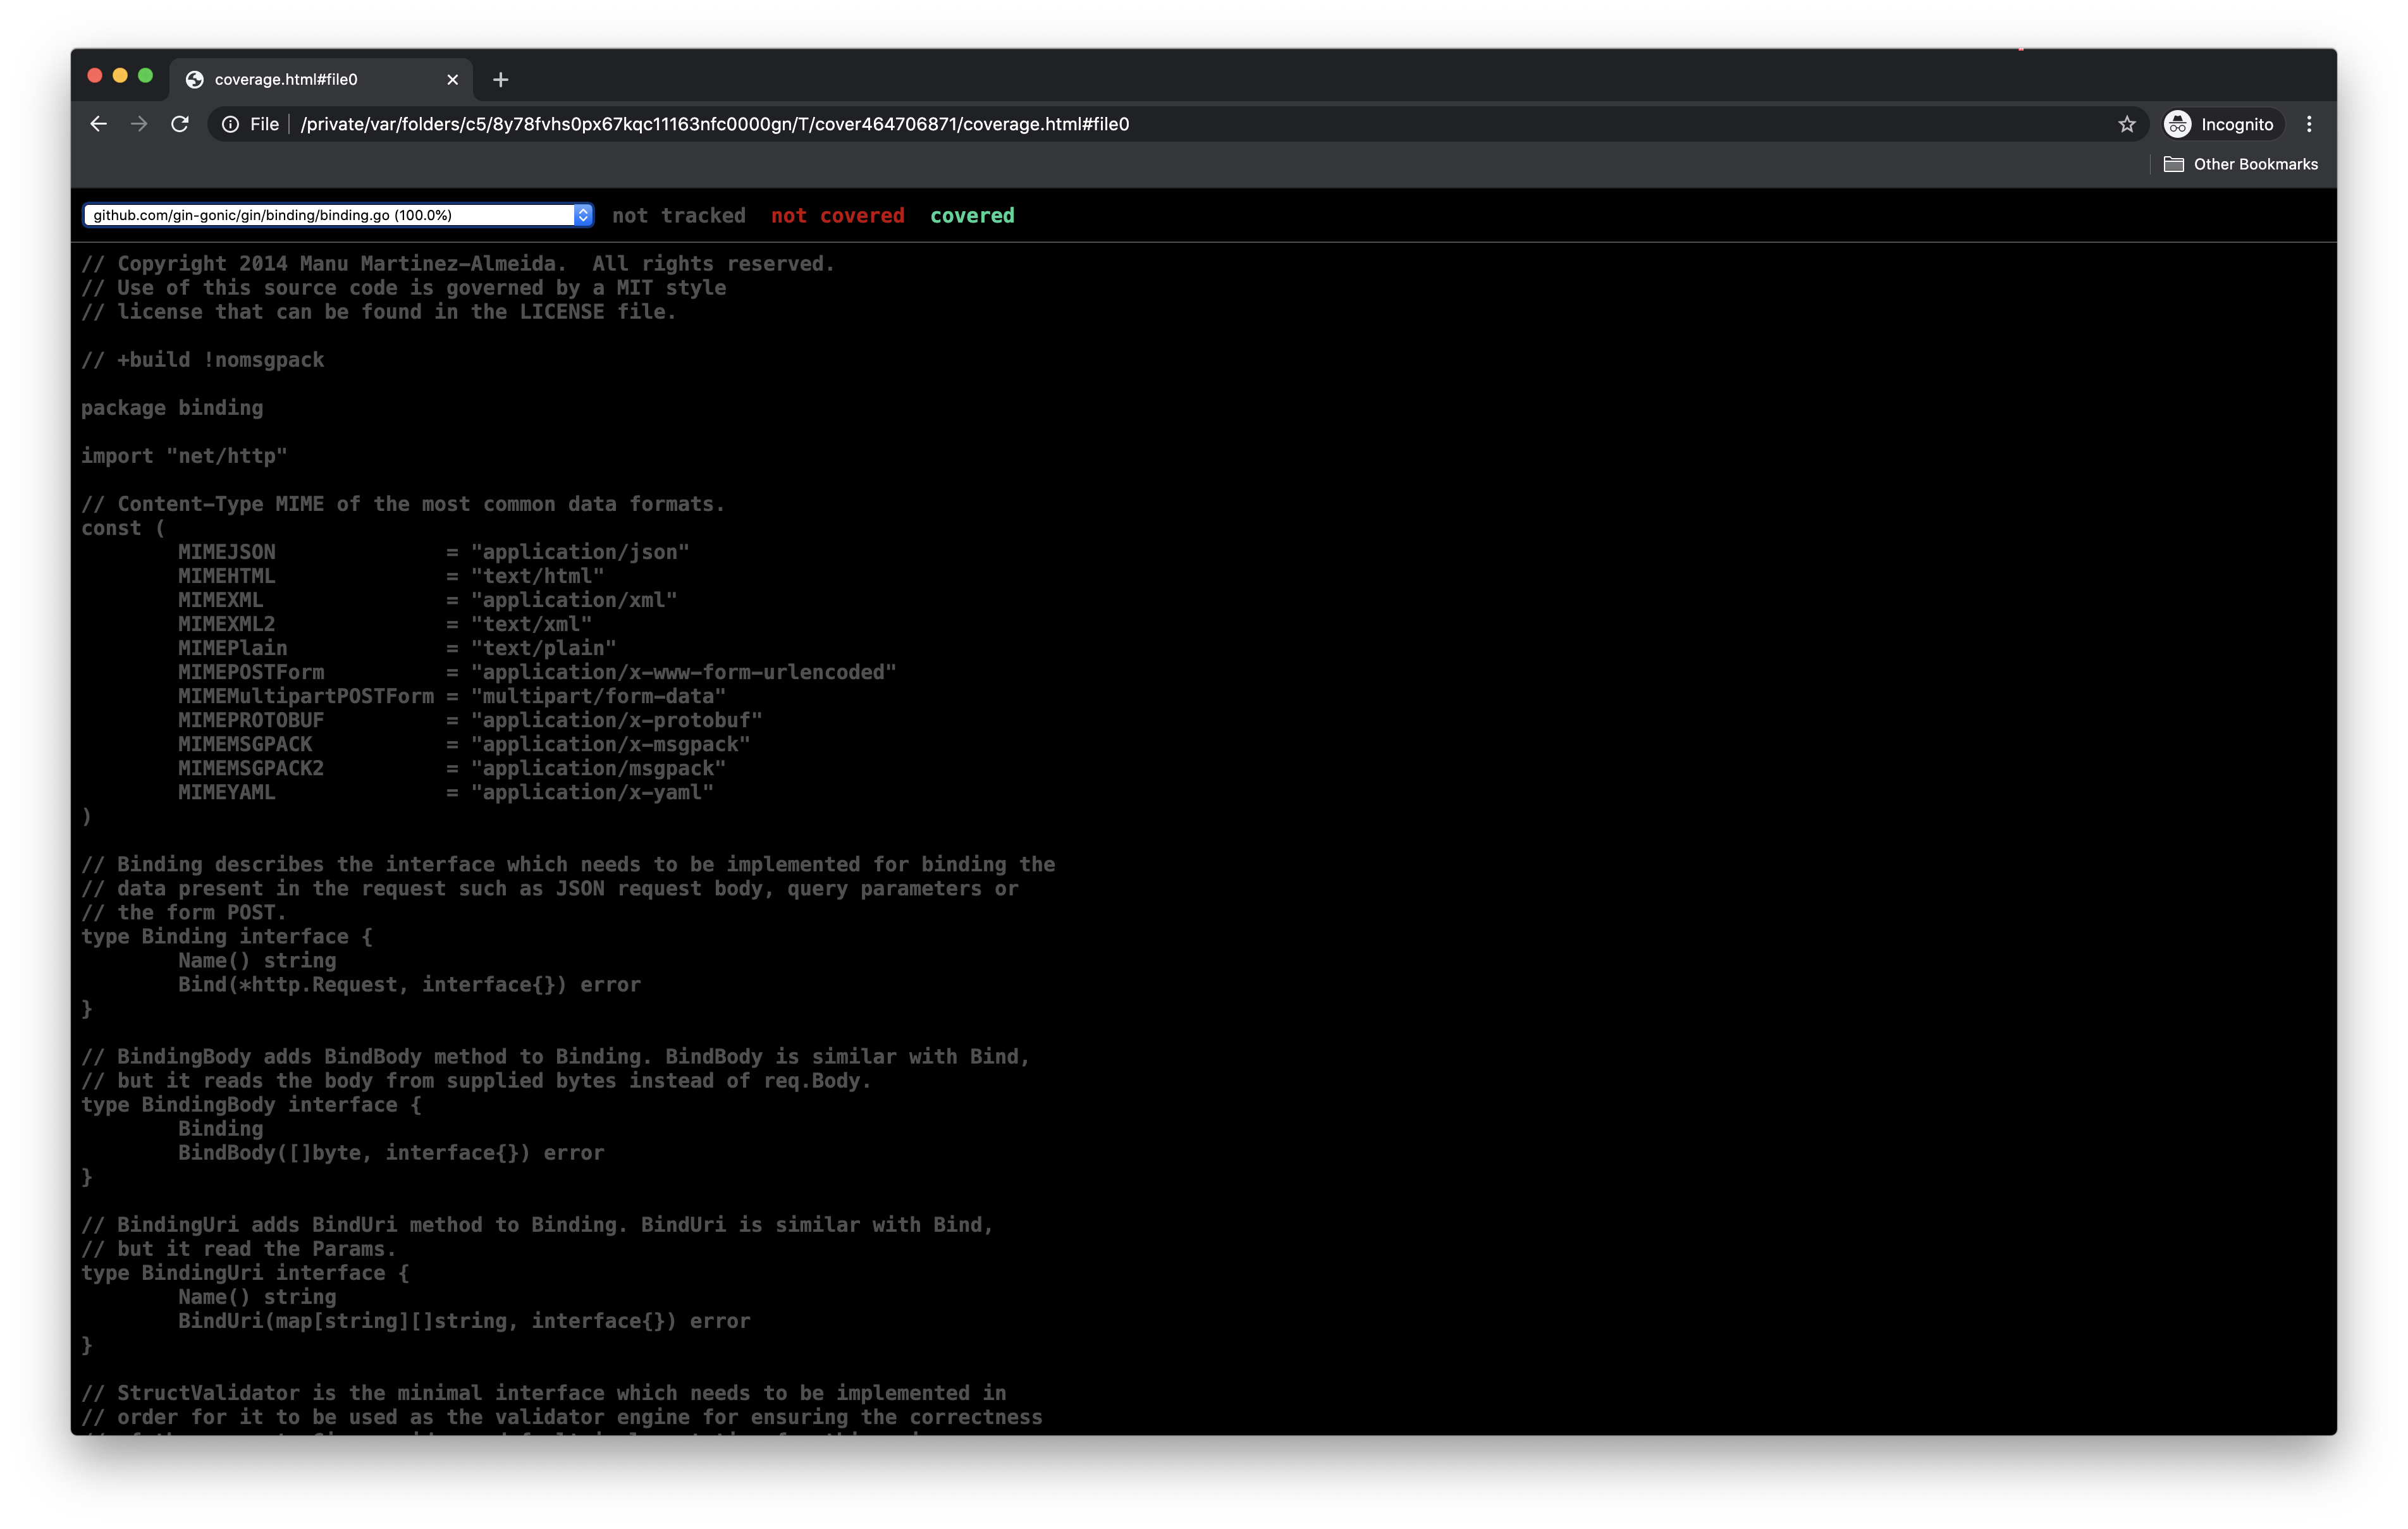 coverage.html#file0
File /private/var/folders/c5/8y78fvhs0px67kqc11163nfc0000gn/T/cover464706871/coverage.html#file0
Incognito
Other Bookmarks
github.com/gin-gonic/gin/binding/binding.go (100.0%) not tracked not covered covered
// Copyright 2014 Manu Martinez-Almeida.  All rights reserved.
// Use of this source code is governed by a MIT style
// license that can be found in the LICENSE file.
// +build !nomsgpack
package binding
import "net/http"
// Content-Type MIME of the most common data formats.
const (
        MIMEJSON              = "application/json"
        MIMEHTML              = "text/html"
        MIMEXML               = "application/xml"
        MIMEXML2              = "text/xml"
        MIMEPlain             = "text/plain"
        MIMEPOSTForm          = "application/x-www-form-urlencoded"
        MIMEMultipartPOSTForm = "multipart/form-data"
        MIMEPROTOBUF          = "application/x-protobuf"
        MIMEMSGPACK           = "application/x-msgpack"
        MIMEMSGPACK2          = "application/msgpack"
        MIMEYAML              = "application/x-yaml"
)
// Binding describes the interface which needs to be implemented for binding the
// data present in the request such as JSON request body, query parameters or
// the form POST.
type Binding interface {
        Name() string
        Bind(*http.Request, interface{}) error
}
// BindingBody adds BindBody method to Binding. BindBody is similar with Bind,
// but it reads the body from supplied bytes instead of req.Body.
type BindingBody interface {
        Binding
        BindBody([]byte, interface{}) error
}
// BindingUri adds BindUri method to Binding. BindUri is similar with Bind,
// but it read the Params.
type BindingUri interface {
        Name() string
        BindUri(map[string][]string, interface{}) error
}
// StructValidator is the minimal interface which needs to be implemented in
// order for it to be used as the validator engine for ensuring the correctness